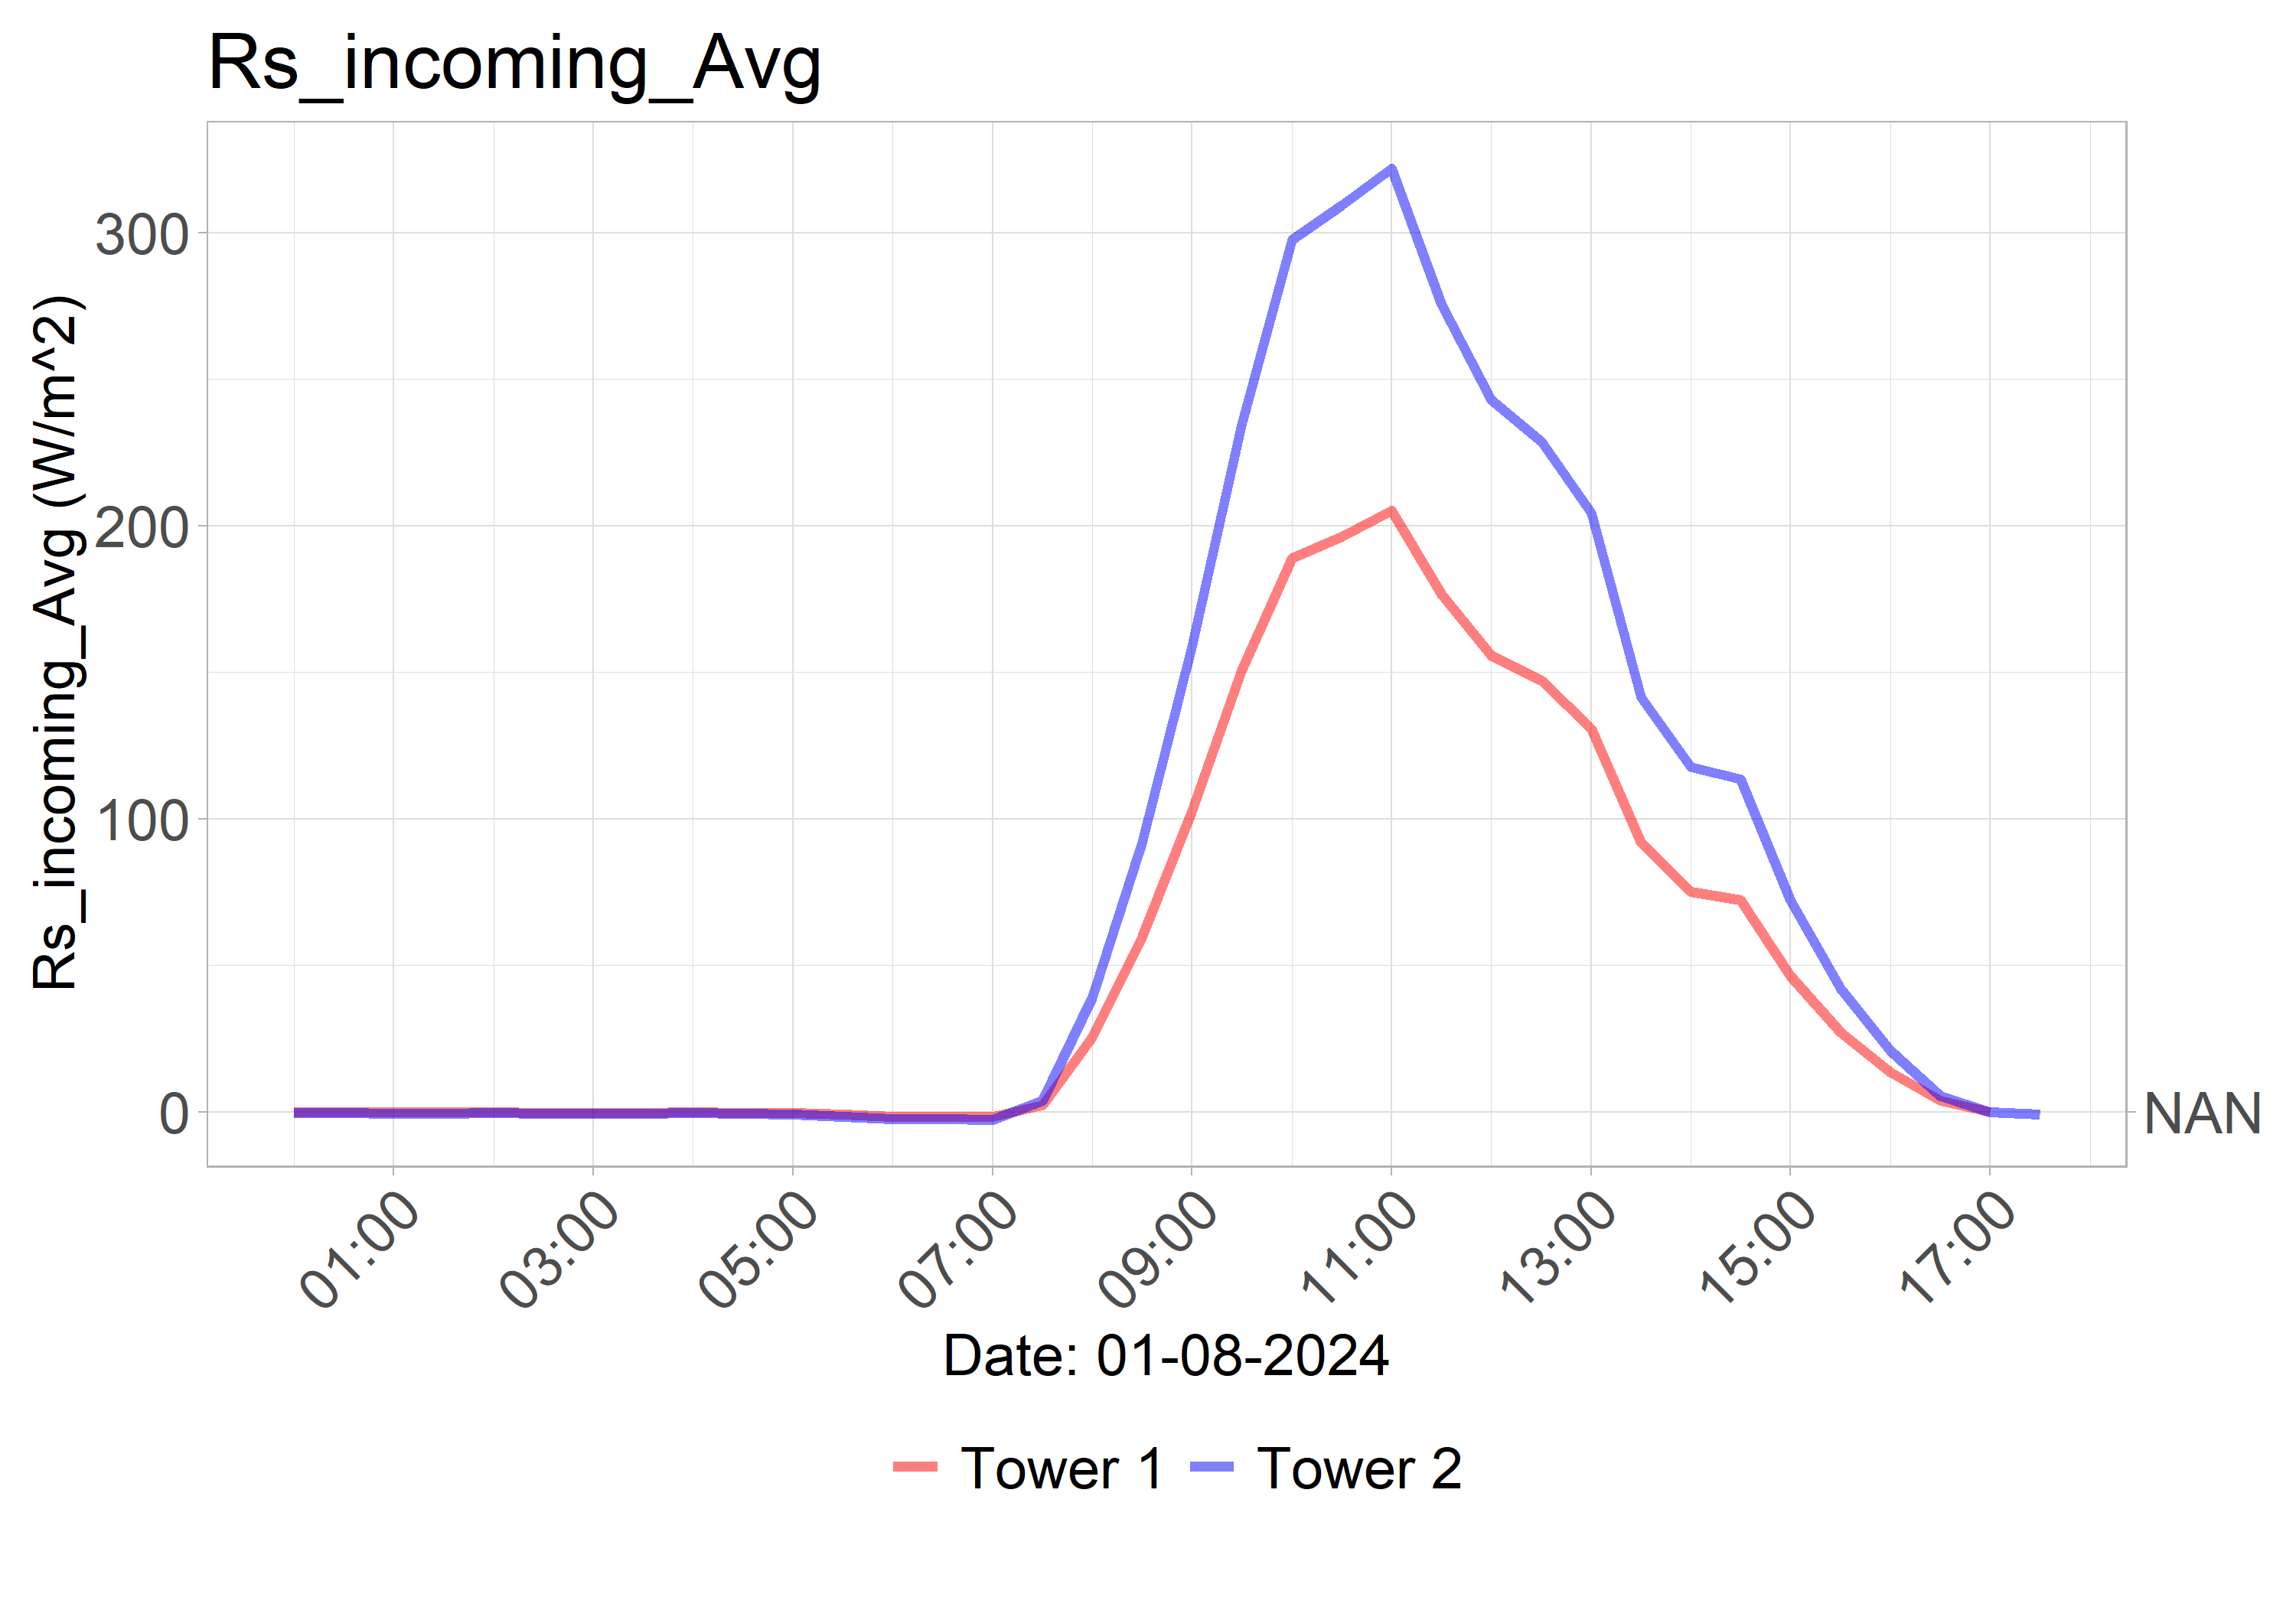 Rs_incoming_Avg
Rs_incoming_Avg (W/m^2)
300
200
100
0
NAN
01:00
03:00
05:00
07:00
09:00
11:00
13:00
15:00
17:00
Date: 01-08-2024
Tower 1
Tower 2